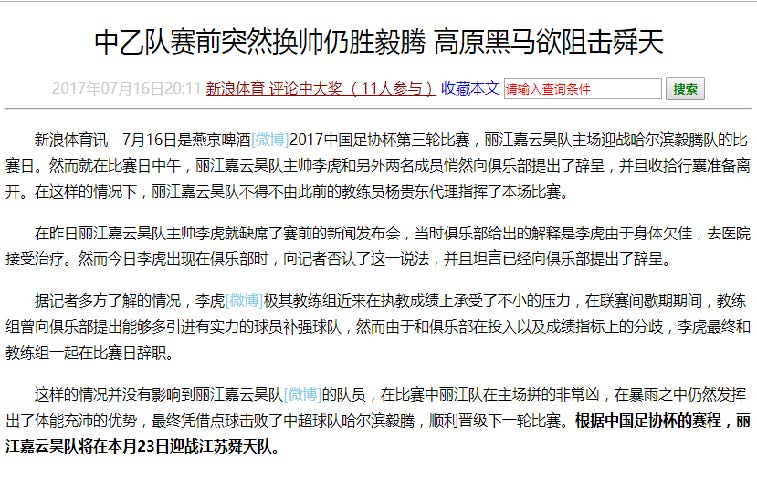 中乙队赛前突然换帅仍胜毅腾 高原黑马欲阻击舜天
2017年07月16日20:11 新浪体育 评论中大奖（11人参与） 收藏本文 请输入查询条件 搜索
新浪体育讯　7月16日是燕京啤酒[微博]2017中国足协杯第三轮比赛，丽江嘉云昊队主场迎战哈尔滨毅腾队的比
赛日。然而就在比赛日中午，丽江嘉云昊队主帅李虎和另外两名成员悄然向俱乐部提出了辞呈，并且收拾行囊准备离
开。在这样的情况下，丽江嘉云昊队不得不由此前的教练员杨贵东代理指挥了本场比赛。
在昨日丽江嘉云昊队主帅李虎就缺席了赛前的新闻发布会，当时俱乐部给出的解释是李虎由于身体欠佳，去医院
接受治疗。然而今日李虎出现在俱乐部时，向记者否认了这一说法，并且坦言已经向俱乐部提出了辞呈。
据记者多方了解的情况，李虎[微博]极其教练组近来在执教成绩上承受了不小的压力，在联赛间歇期期间，教练
组曾向俱乐部提出能够多引进有实力的球员补强球队，然而由于和俱乐部在投入以及成绩指标上的分歧，李虎最终和
教练组一起在比赛日辞职。
这样的情况并没有影响到丽江嘉云昊队[微博]的队员，在比赛中丽江队在主场拼的非常凶，在暴雨之中仍然发挥
出了体能充沛的优势，最终凭借点球击败了中超球队哈尔滨毅腾，顺利晋级下一轮比赛。根据中国足协杯的赛程，丽
江嘉云昊队将在本月23日迎战江苏舜天队。